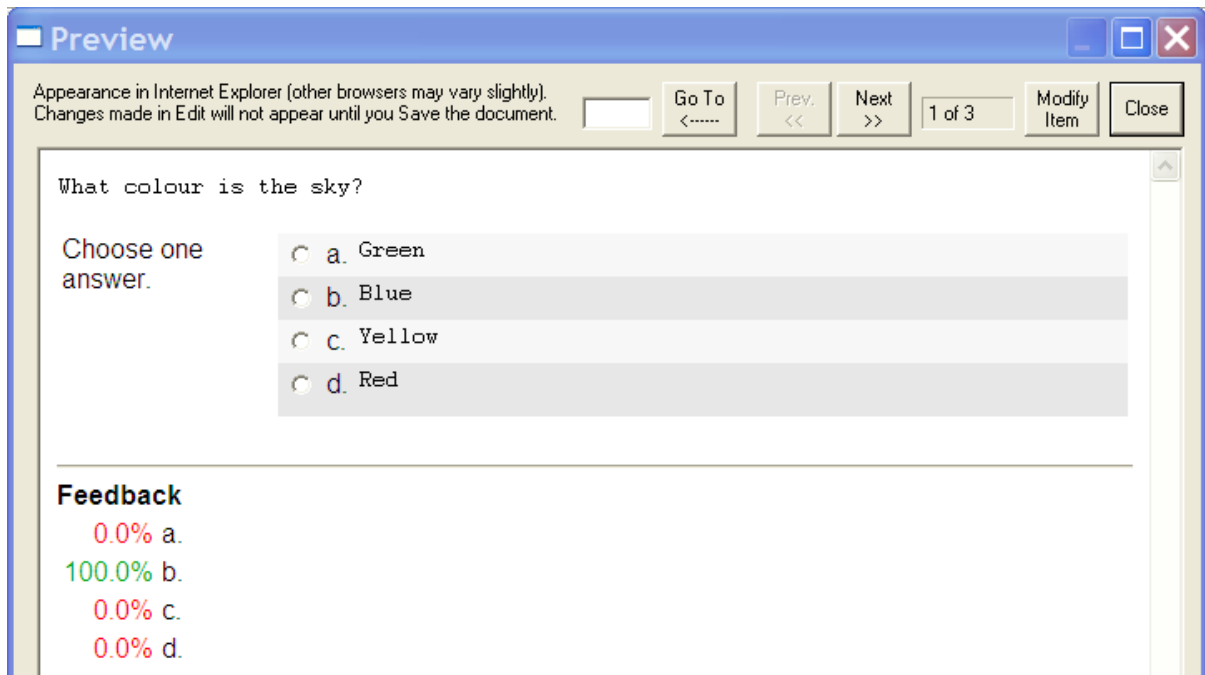 Preview
Appearance in Internet Explorer (other browsers may vary slightly).
Changes made in Edit will not appear until you Save the document.
Go To
<------
Prev.
<<
Next
>>
1 of 3
Modify
Item
Close
What colour is the sky?
Choose one
answer.
a. Green
b. Blue
c. Yellow
d. Red
Feedback
0.0% a.
100.0% b.
0.0% c.
0.0% d.